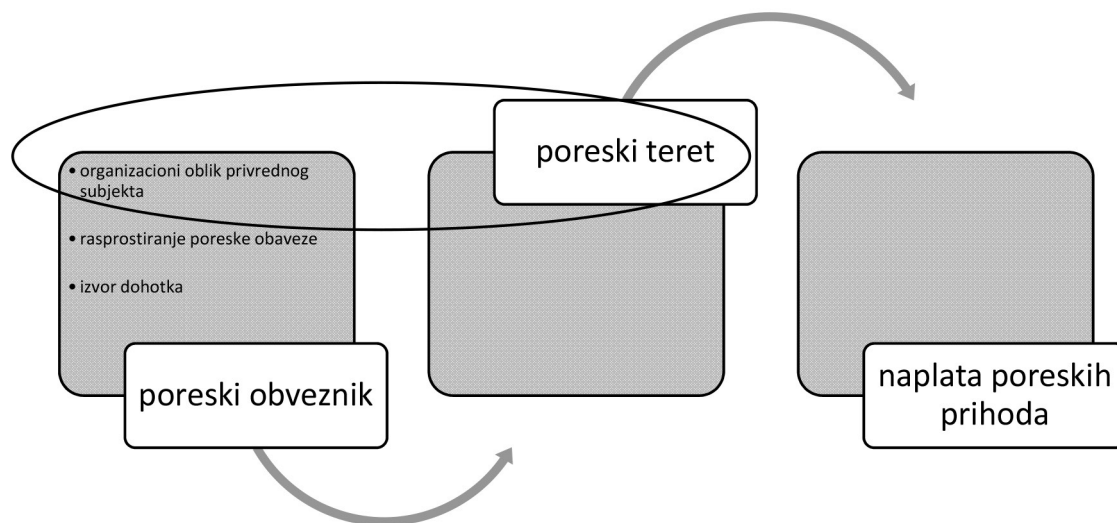 • organizacioni oblik privrednog
subjekta
• rasprostiranje poreske obaveze
• izvor dohotka
poreski obveznik
poreski teret
naplata poreskih
prihoda